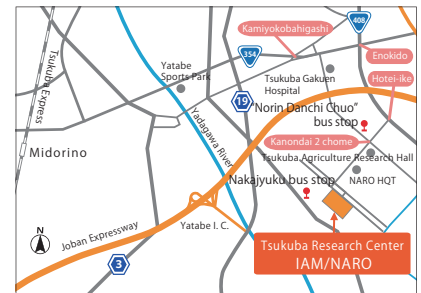 408
Kamiyokobahigashi
354
Enokido
Yatabe
Sports Park
Tsukuba Gakuen
Hospital
Hotei-ike
19
"Norin Danchi Chuo"
bus stop
Tsukuba Express
Yadagawa River
Kanondai 2 chome
Midorino
Tsukuba Agriculture Research Hall
Nakajyuku bus stop
NARO HQT
N
Joban Expressway
Yatabe I. C.
3
Tsukuba Research Center
IAM/NARO